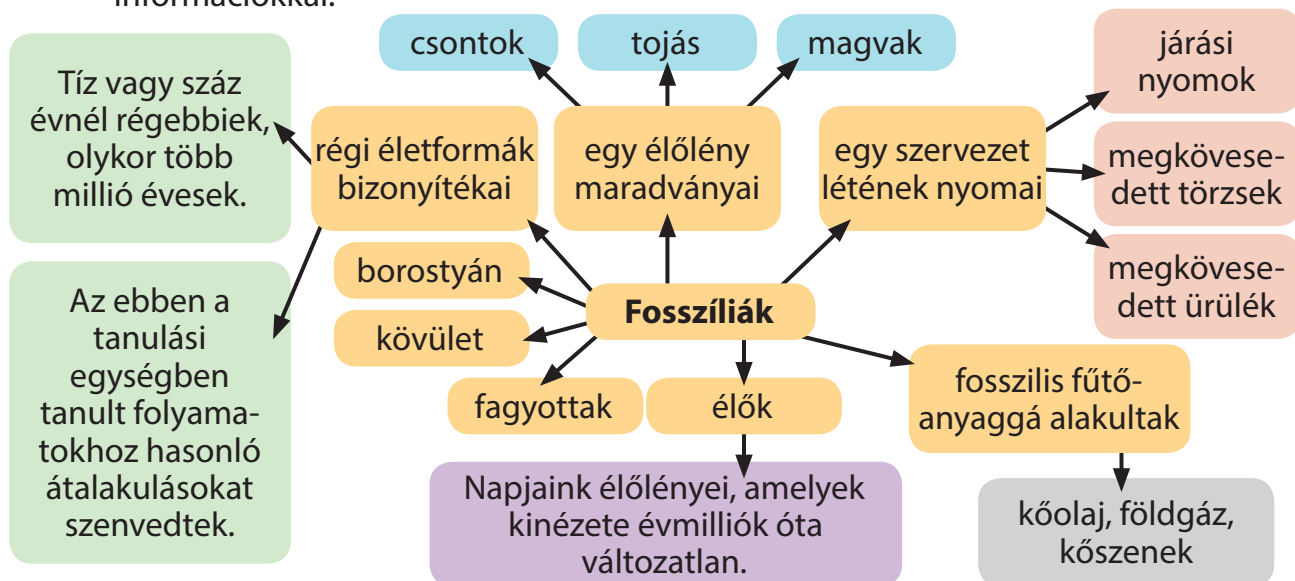 információkkal.
csontok
tojás
magvak
járási
nyomok
Tíz vagy száz
évnél régebbiek,
olykor több
millió évesek.
régi életformák
bizonyítékai
egy élőlény
maradványai
egy szervezet
létének nyomai
megkövese-
dett törzsek
megkövese-
dett ürülék
borostyán
Fosszíliák
kövület
Az ebben a
tanulási
egységben
tanult folyama-
tokhoz hasonló
átalakulásokat
szenvedtek.
fagyottak
élők
fosszilis fűtő-
anyaggá alakultak
Napjaink élőlényei, amelyek
kinézete évmilliók óta
változatlan.
kőolaj, földgáz,
kőszenek